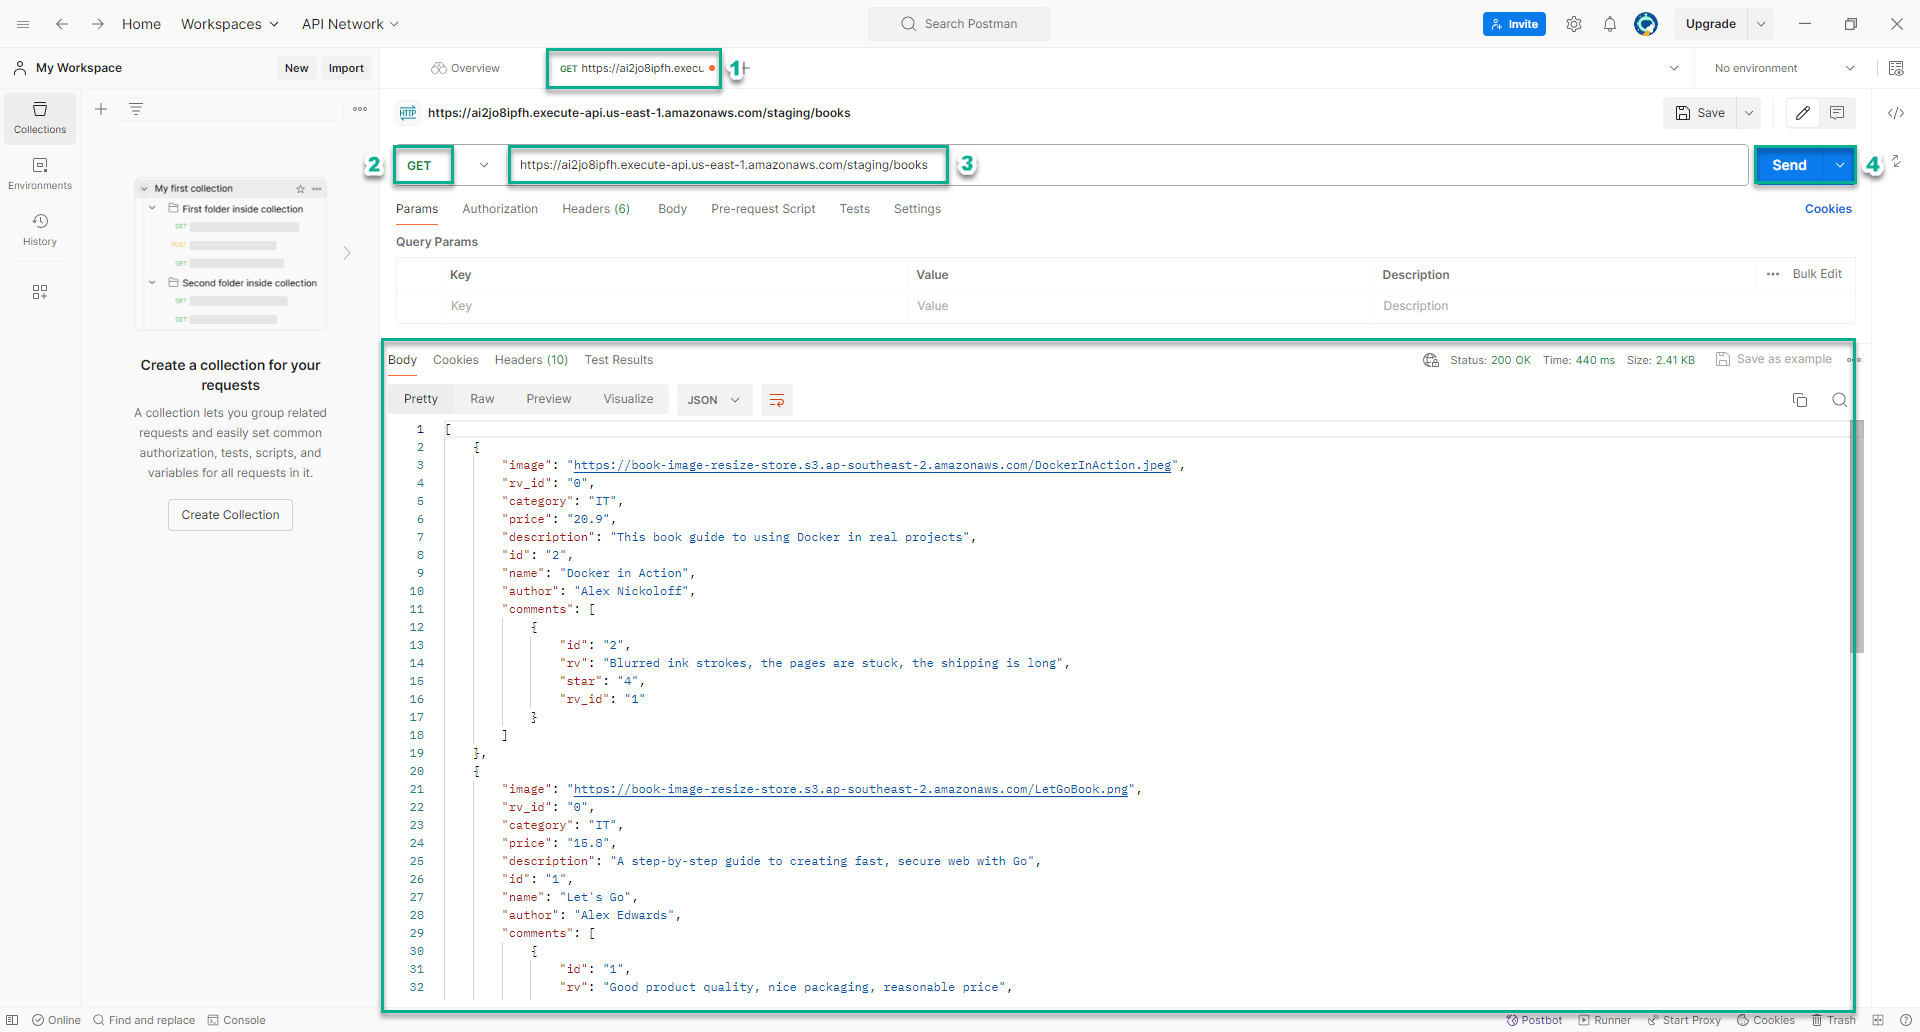 Home Workspaces API Network Search Postman Invite Upgrade
My Workspace New Import Overview GET https://ai2jo8ipfh.execu 1 No environment
https://ai2jo8ipfh.execute-api.us-east-1.amazonaws.com/staging/books Save
2 GET https://ai2jo8ipfh.execute-api.us-east-1.amazonaws.com/staging/books 3 Send 4
Params Authorization Headers (6) Body Pre-request Script Tests Settings Cookies
Query Params
Key Value Description Bulk Edit
Key Value Description
Collections
Environments
History
My first collection
First folder inside collection
GET
POST
GET
Second folder inside collection
GET
GET
Create a collection for your
requests
A collection lets you group related
requests and easily set common
authorization, tests, scripts, and
variables for all requests in it.
Create Collection
Body Cookies Headers (10) Test Results Status: 200 OK Time: 440 ms Size: 2.41 KB Save as example
Pretty Raw Preview Visualize JSON
1 [
2 {
3 "image": "https://book-image-resize-store.s3.ap-southeast-2.amazonaws.com/DockerInAction.jpeg",
4 "rv_id": "0",
5 "category": "IT",
6 "price": "20.9",
7 "description": "This book guide to using Docker in real projects",
8 "id": "2",
9 "name": "Docker in Action",
10 "author": "Alex Nickoloff",
11 "comments": [
12 {
13 "id": "2",
14 "rv": "Blurred ink strokes, the pages are stuck, the shipping is long",
15 "star": "4",
16 "rv_id": "1"
17 }
18 ]
19 },
20 {
21 "image": "https://book-image-resize-store.s3.ap-southeast-2.amazonaws.com/LetGoBook.png",
22 "rv_id": "0",
23 "category": "IT",
24 "price": "15.8",
25 "description": "A step-by-step guide to creating fast, secure web with Go",
26 "id": "1",
27 "name": "Let's Go",
28 "author": "Alex Edwards",
29 "comments": [
30 {
31 "id": "1",
32 "rv": "Good product quality, nice packaging, reasonable price",
Online Find and replace Console Postbot Runner Start Proxy Cookies Trash